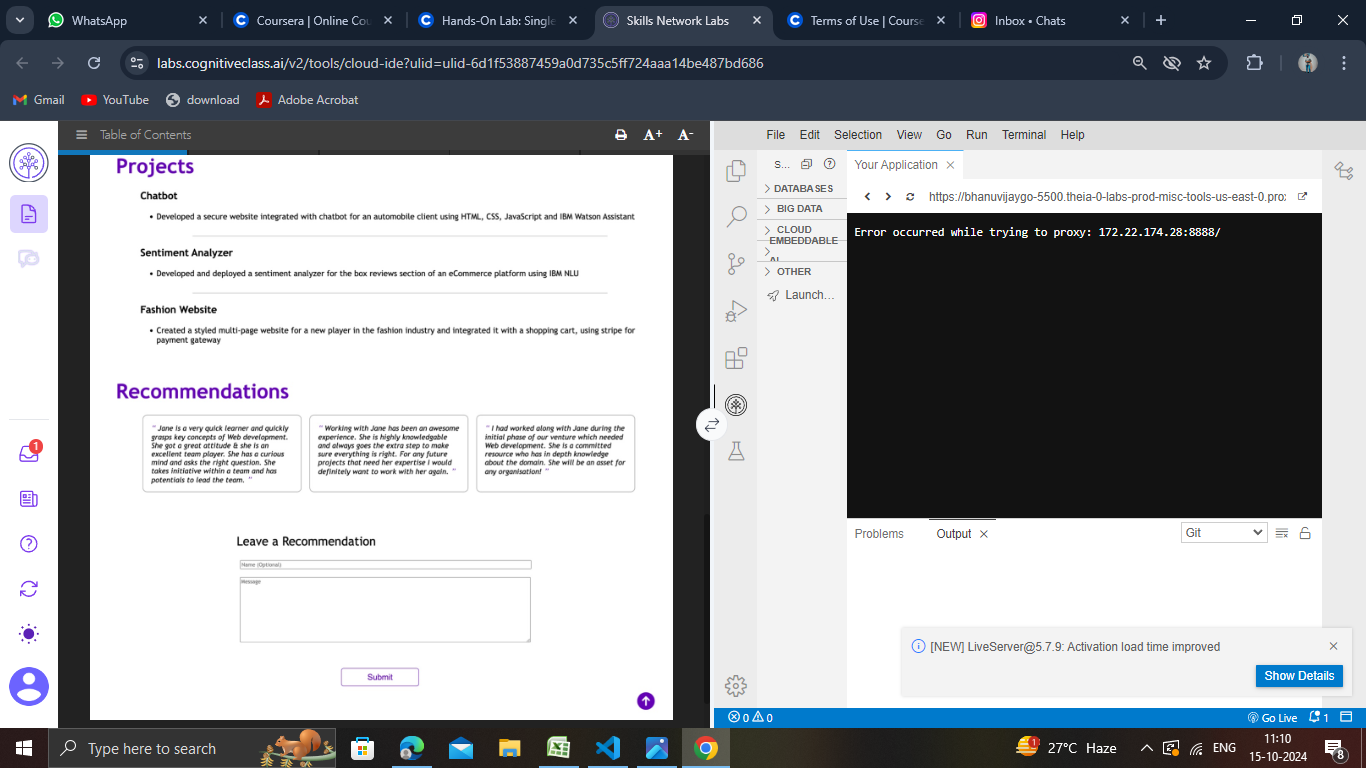 WhatsApp
Coursera | Online Cou
Hands-On Lab: Single
Skills Network Labs
Terms of Use | Course
Inbox • Chats
labs.cognitiveclass.ai/v2/tools/cloud-ide?ulid=ulid-6d1f53887459a0d735c5ff724aaa14be487bd686
Gmail
YouTube
download
Adobe Acrobat
Table of Contents
A+
A-
Projects
Chatbot
• Developed a secure website integrated with chatbot for an automobile client using HTML, CSS, JavaScript and IBM Watson Assistant
Sentiment Analyzer
• Developed and deployed a sentiment analyzer for the box reviews section of an eCommerce platform using IBM NLU
Fashion Website
• Created a styled multi-page website for a new player in the fashion industry and integrated it with a shopping cart, using stripe for
payment gateway
Recommendations
" Jane is a very quick learner and quickly
grasps key concepts of Web development.
She got a great attitude & she is an
excellent team player. She has a curious
mind and asks the right question. She
takes initiative within a team and has
potentials to lead the team. "
" Working with Jane has been an awesome
experience. She is highly knowledgable
and always goes the extra step to make
sure everything is right. For any future
projects that need her expertise I would
definitely want to work with her again. "
" I had worked along with Jane during the
initial phase of our venture which needed
Web development. She is a committed
resource who has in depth knowledge
about the domain. She will be an asset for
any organisation! "
Leave a Recommendation
Name (Optional)
Message
Submit
1
File Edit Selection View Go Run Terminal Help
S...
DATABASES
BIG DATA
CLOUD
EMBEDDABLE
AI
OTHER
Launch...
Your Application
https://bhanuvijaygo-5500.theia-0-labs-prod-misc-tools-us-east-0.prox
Error occurred while trying to proxy: 172.22.174.28:8888/
Problems
Output
Git
[NEW] LiveServer@5.7.9: Activation load time improved
Show Details
0 0
Go Live
1
Type here to search
1
27°C Haze
ENG
11:10
15-10-2024
8